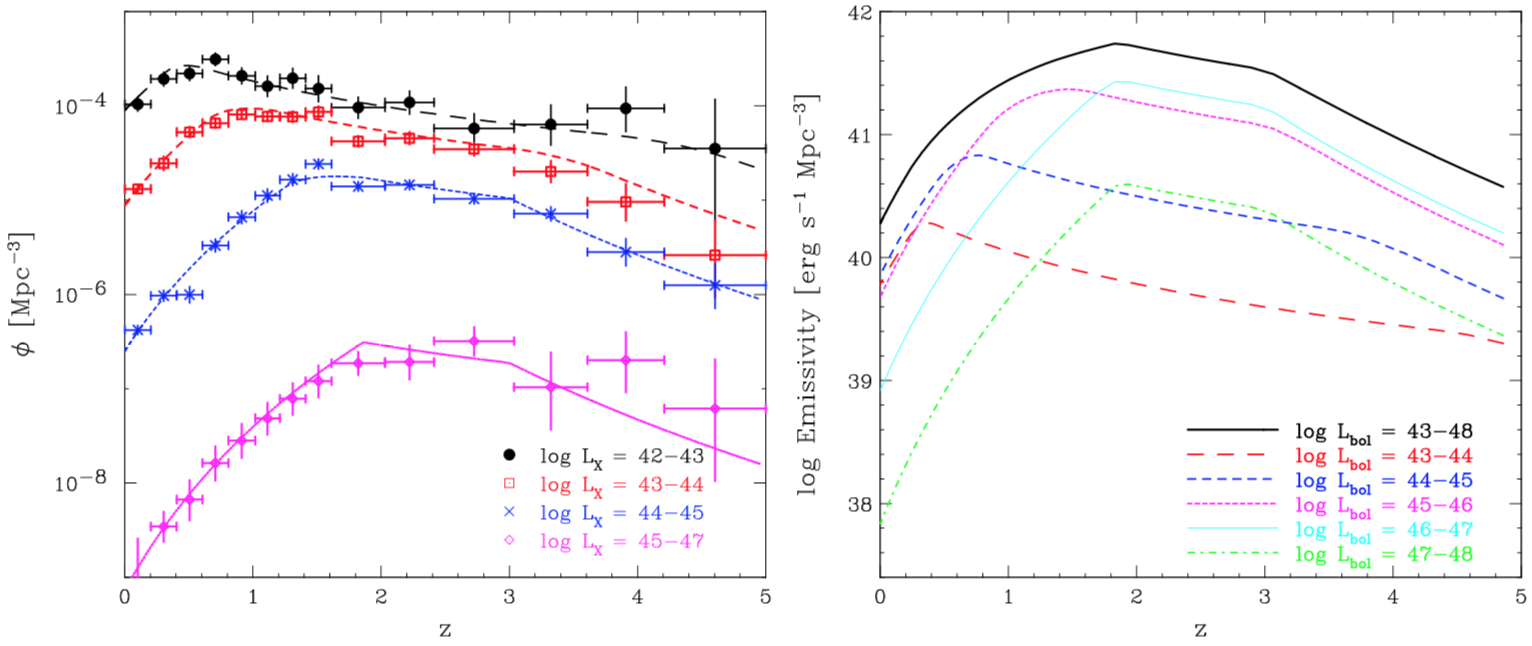 10⁻⁴
10⁻⁶
10⁻⁸
ϕ [Mpc⁻³]
0 1 2 3 4 5
z
log L_X = 42−43
log L_X = 43−44
log L_X = 44−45
log L_X = 45−47
42
41
40
39
38
log Emissivity [erg s⁻¹ Mpc⁻³]
0 1 2 3 4 5
z
log L_bol = 43−48
log L_bol = 43−44
log L_bol = 44−45
log L_bol = 45−46
log L_bol = 46−47
log L_bol = 47−48